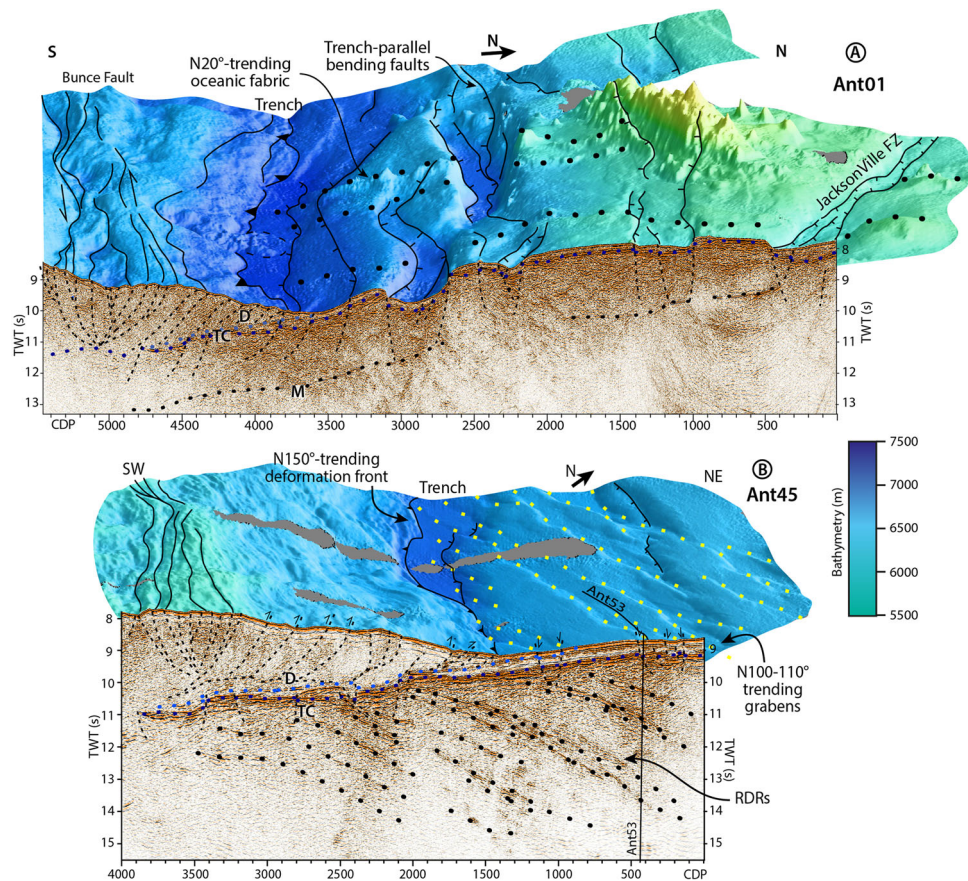 S
N
N
Ⓐ
Ant01
Bunce Fault
N20°-trending
oceanic fabric
Trench-parallel
bending faults
Trench
JacksonVille FZ
8
9
10
11
12
13
TWT (s)
D
TC
M
9
10
11
12
13
TWT (s)
CDP
5000
4500
4000
3500
3000
2500
2000
1500
1000
500
SW
N150°-trending
deformation front
Trench
N
NE
Ⓑ
Ant45
7500
7000
6500
6000
5500
Bathymetry (m)
Ant53
8
9
10
11
12
13
14
15
TWT (s)
D
TC
9
10
11
12
13
14
15
TWT (s)
N100-110°
trending
grabens
RDRs
Ant53
4000
3500
3000
2500
2000
1500
1000
500
CDP